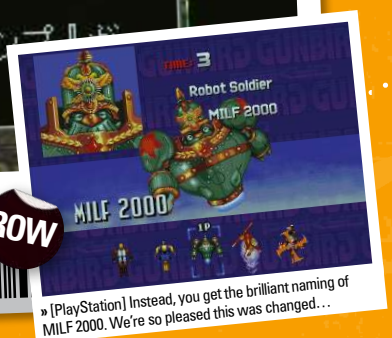 TIME: 3
Robot Soldier
MILF 2000
MILF 2000
1P
ROW
» [PlayStation] Instead, you get the brilliant naming of
MILF 2000. We're so pleased this was changed...